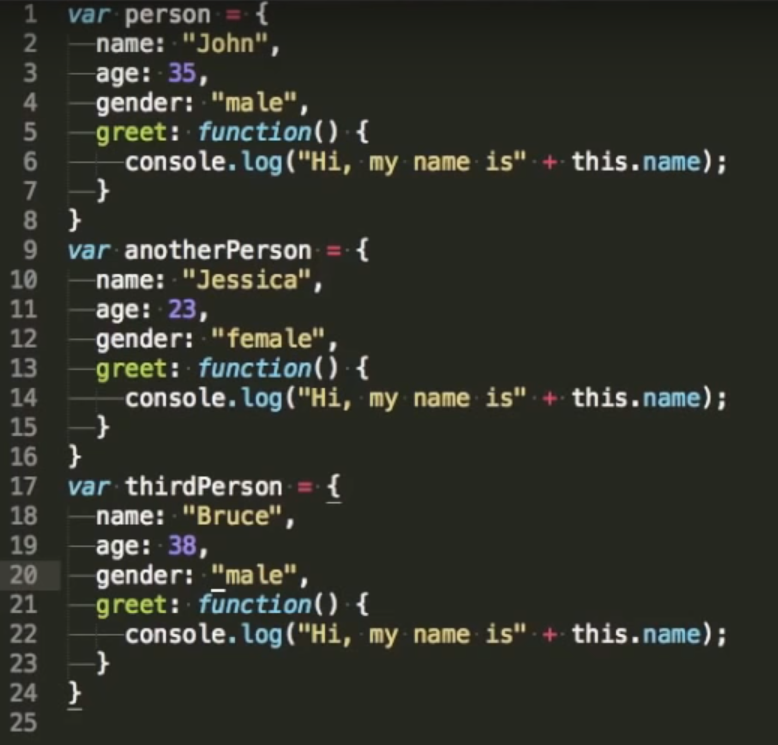 1 var person = {
2 name: "John",
3 age: 35,
4 gender: "male",
5 greet: function() {
6 console.log("Hi, my name is" + this.name);
7 }
8 }
9 var anotherPerson = {
10 name: "Jessica",
11 age: 23,
12 gender: "female",
13 greet: function() {
14 console.log("Hi, my name is" + this.name);
15 }
16 }
17 var thirdPerson = {
18 name: "Bruce",
19 age: 38,
20 gender: "male",
21 greet: function() {
22 console.log("Hi, my name is" + this.name);
23 }
24 }
25